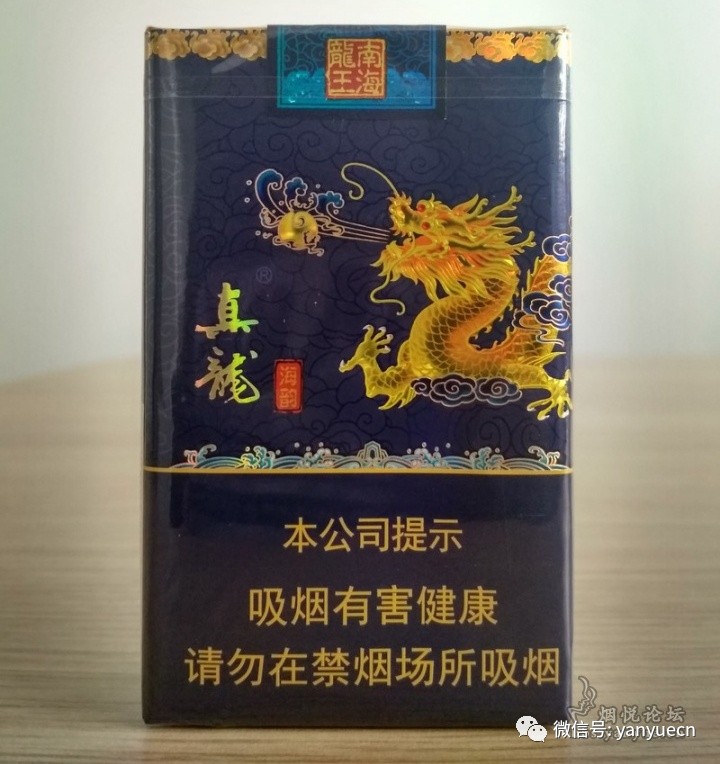 南海龍王
®
真龍
海韵
本公司提示
吸烟有害健康
请勿在禁烟场所吸烟
烟悦论坛
微信号: yanyuecn